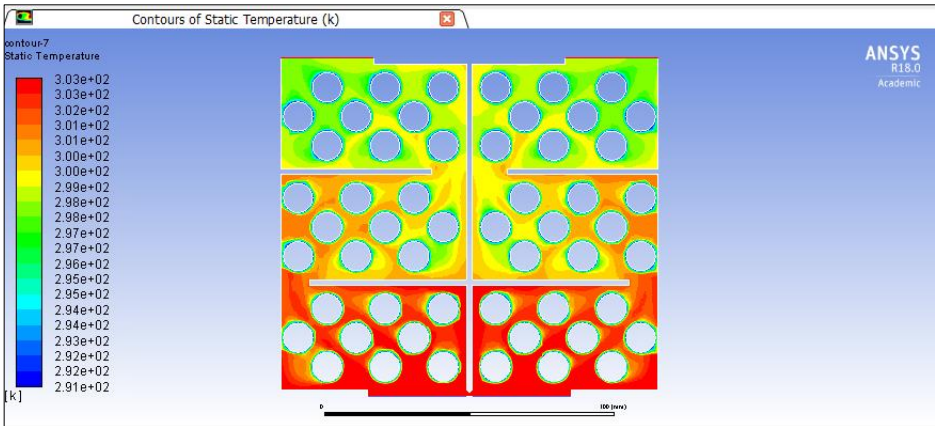 Contours of Static Temperature (k)
contour-7
Static Temperature
3.03e+02
3.03e+02
3.02e+02
3.01e+02
3.01e+02
3.00e+02
3.00e+02
2.99e+02
2.98e+02
2.98e+02
2.97e+02
2.97e+02
2.96e+02
2.95e+02
2.95e+02
2.94e+02
2.94e+02
2.93e+02
2.92e+02
2.92e+02
2.91e+02
[k]
ANSYS
R18.0
Academic
0
100 (mm)